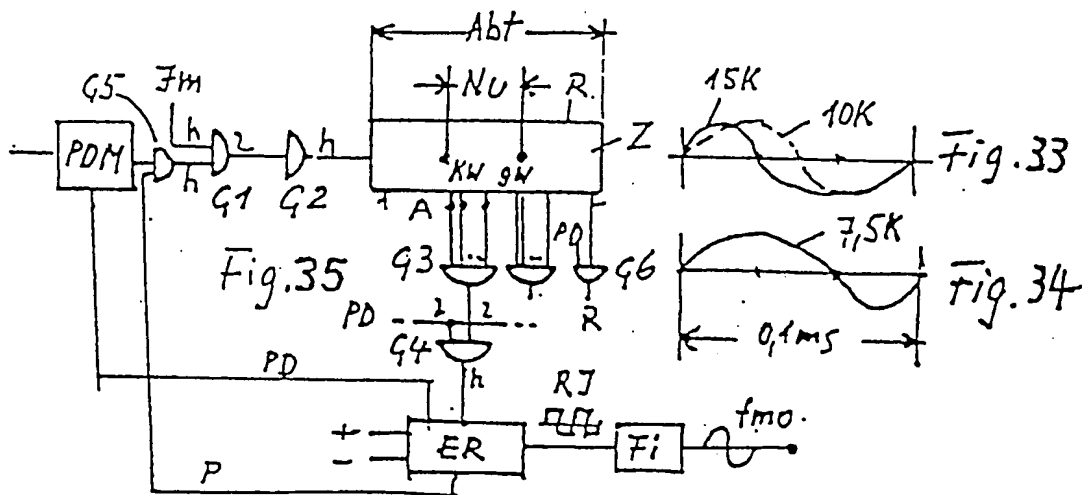 Abt
G5
Jm
NU
R.
15K
10K
PDM
h
2
h
h
Z
KW
gW
Fig.33
G1
G2
1
A
PD
7,5K
Fig.35
G3
G6
Fig.34
R
PD
2
2
G4
0,1ms
PD
h
RJ
fmo.
+
-
ER
Fi
P